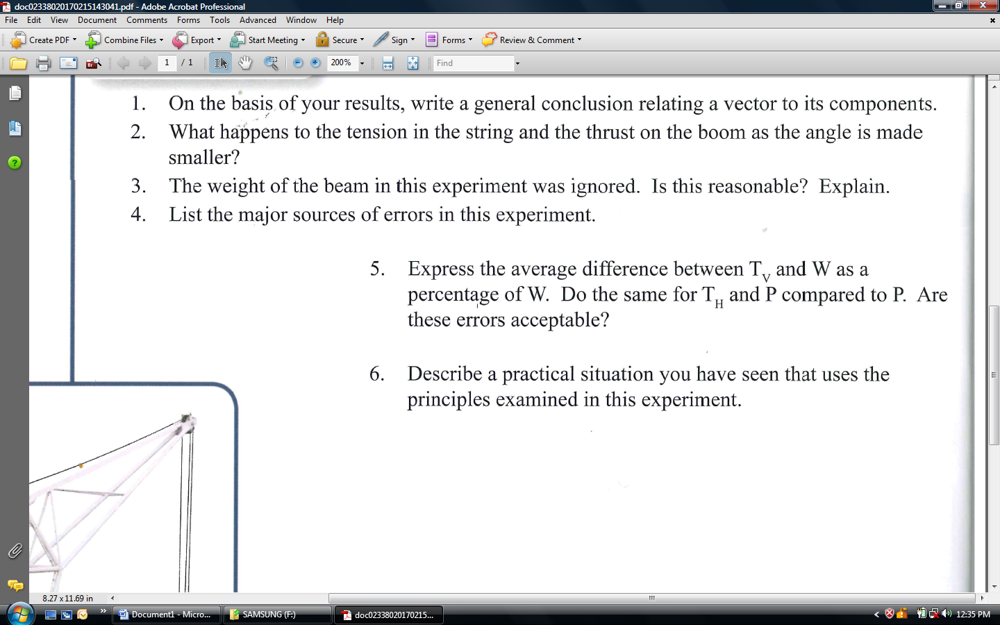 doc02338020170215143041.pdf - Adobe Acrobat Professional
File Edit View Document Comments Forms Tools Advanced Window Help
Create PDF Combine Files Export Start Meeting Secure Sign Forms Review & Comment
Br 1 / 1 200% Find
1. On the basis of your results, write a general conclusion relating a vector to its components.
2. What happens to the tension in the string and the thrust on the boom as the angle is made
smaller?
3. The weight of the beam in this experiment was ignored. Is this reasonable? Explain.
4. List the major sources of errors in this experiment.
5. Express the average difference between TV and W as a
percentage of W. Do the same for TH and P compared to P. Are
these errors acceptable?
6. Describe a practical situation you have seen that uses the
principles examined in this experiment.
8.27 x 11.69 in
Document1 - Micro... SAMSUNG (F:) doc02338020170215... 12:35 PM